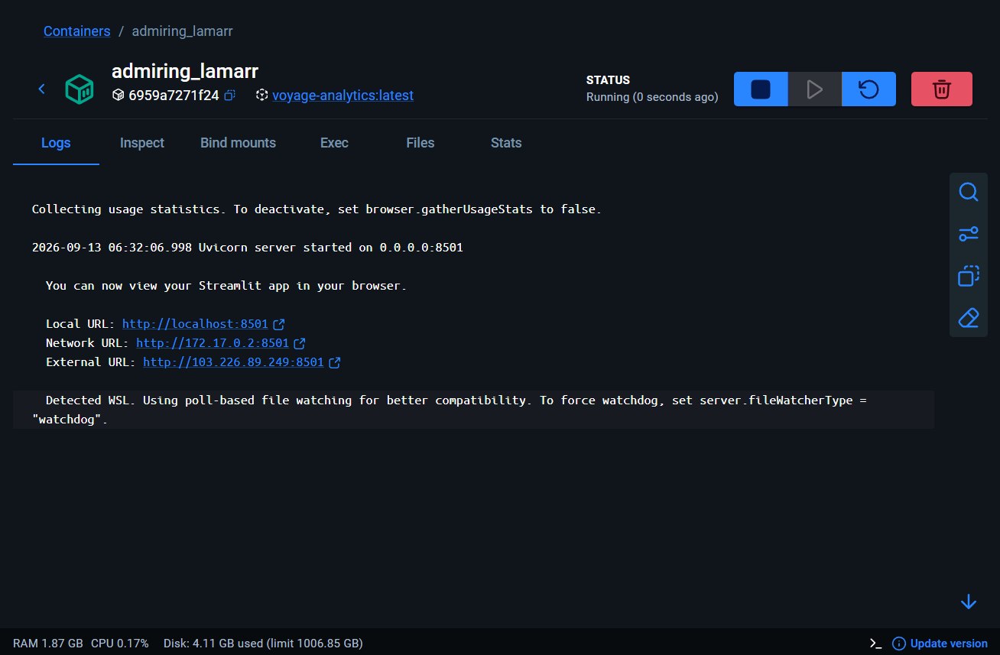 Containers / admiring_lamarr
admiring_lamarr
6959a7271f24 voyage-analytics:latest
STATUS
Running (0 seconds ago)
Logs Inspect Bind mounts Exec Files Stats
Collecting usage statistics. To deactivate, set browser.gatherUsageStats to false.
2026-09-13 06:32:06.998 Uvicorn server started on 0.0.0.0:8501
You can now view your Streamlit app in your browser.
Local URL: http://localhost:8501
Network URL: http://172.17.0.2:8501
External URL: http://103.226.89.249:8501
Detected WSL. Using poll-based file watching for better compatibility. To force watchdog, set server.fileWatcherType =
"watchdog".
RAM 1.87 GB CPU 0.17% Disk: 4.11 GB used (limit 1006.85 GB) Update version